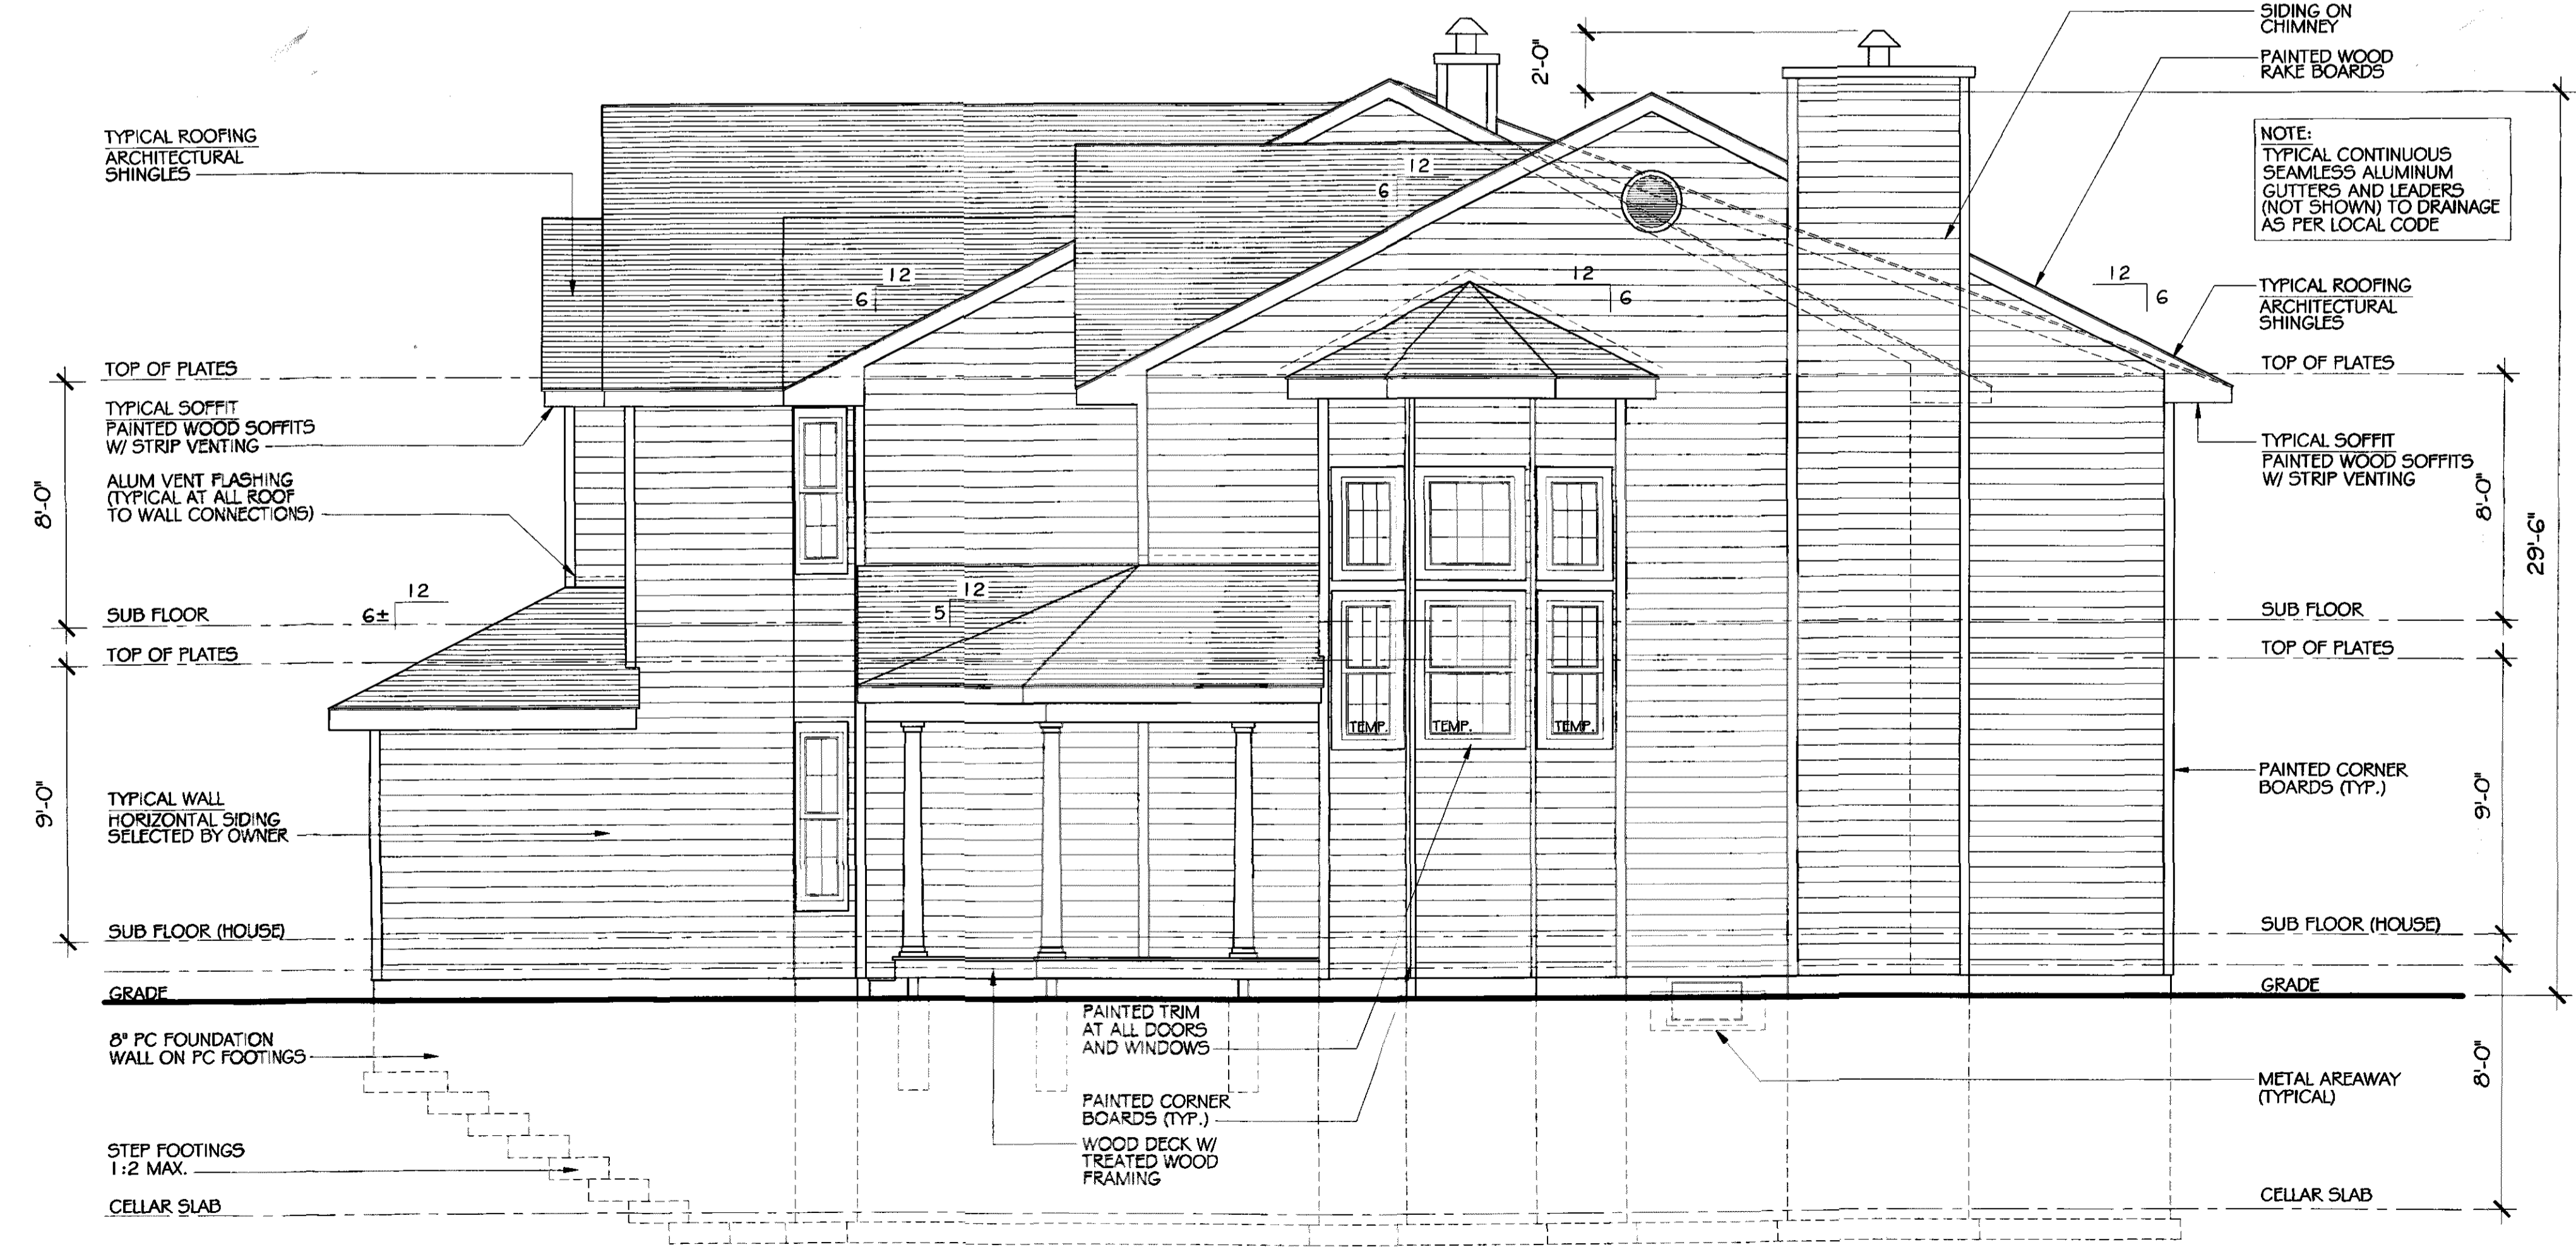 SIDING ON
CHIMNEY
PAINTED WOOD
RAKE BOARDS
2'-0"
NOTE:
TYPICAL CONTINUOUS
SEAMLESS ALUMINUM
GUTTERS AND LEADERS
(NOT SHOWN) TO DRAINAGE
AS PER LOCAL CODE
TYPICAL ROOFING
ARCHITECTURAL
SHINGLES
12
6
12
6
12
6
12
6
TYPICAL ROOFING
ARCHITECTURAL
SHINGLES
TOP OF PLATES
TOP OF PLATES
TYPICAL SOFFIT
PAINTED WOOD SOFFITS
W/ STRIP VENTING
TYPICAL SOFFIT
PAINTED WOOD SOFFITS
W/ STRIP VENTING
ALUM VENT FLASHING
(TYPICAL AT ALL ROOF
TO WALL CONNECTIONS)
8'-0"
8'-0"
29'-6"
12
6±
12
5
SUB FLOOR
SUB FLOOR
TOP OF PLATES
TOP OF PLATES
TEMP.
TEMP.
TEMP.
9'-0"
9'-0"
TYPICAL WALL
HORIZONTAL SIDING
SELECTED BY OWNER
PAINTED CORNER
BOARDS (TYP.)
SUB FLOOR (HOUSE)
SUB FLOOR (HOUSE)
GRADE
GRADE
8" PC FOUNDATION
WALL ON PC FOOTINGS
PAINTED TRIM
AT ALL DOORS
AND WINDOWS
8'-0"
METAL AREAWAY
(TYPICAL)
PAINTED CORNER
BOARDS (TYP.)
WOOD DECK W/
TREATED WOOD
FRAMING
STEP FOOTINGS
1:2 MAX.
CELLAR SLAB
CELLAR SLAB